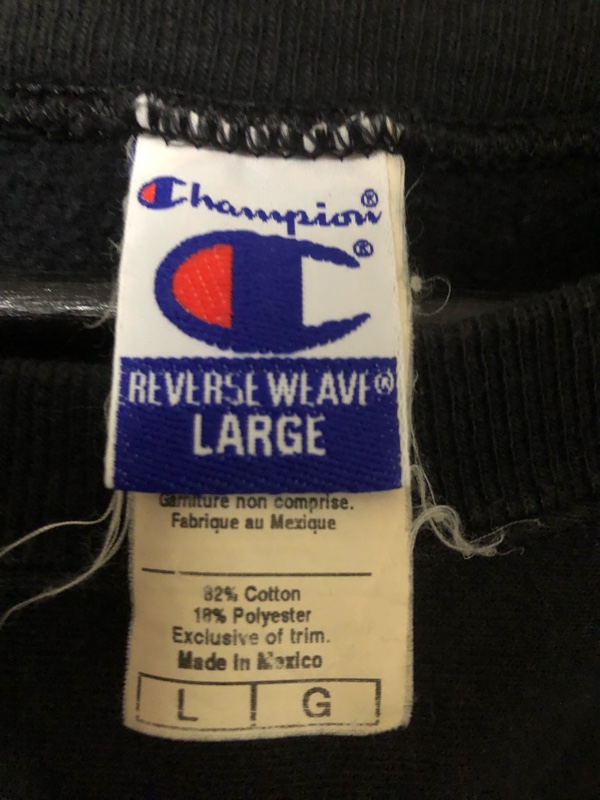 Champion®
®
REVERSE WEAVE®
LARGE
Garniture non comprise.
Fabrique au Mexique
82% Cotton
18% Polyester
Exclusive of trim.
Made in Mexico
L G